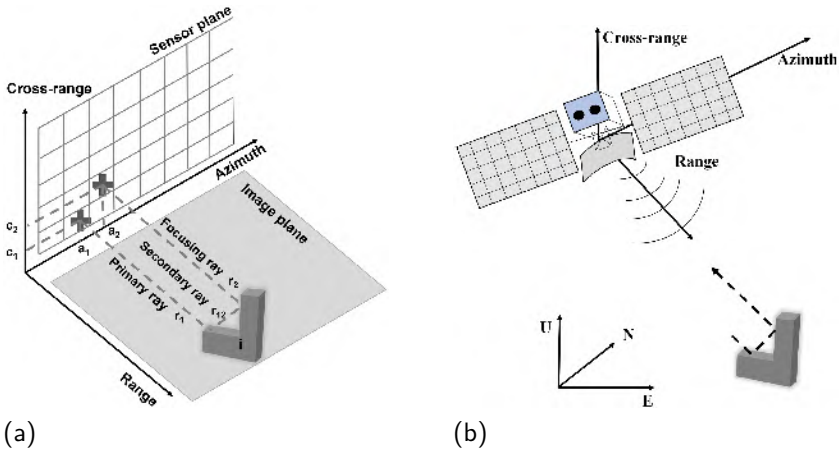 Sensor plane
Cross-range
Azimuth
Image plane
c₂
c₁
a₁
a₂
Focusing ray r₂
Secondary ray r₁₂
Primary ray r₁
i
Range
(a)
Cross-range
Azimuth
Range
U
N
E
(b)